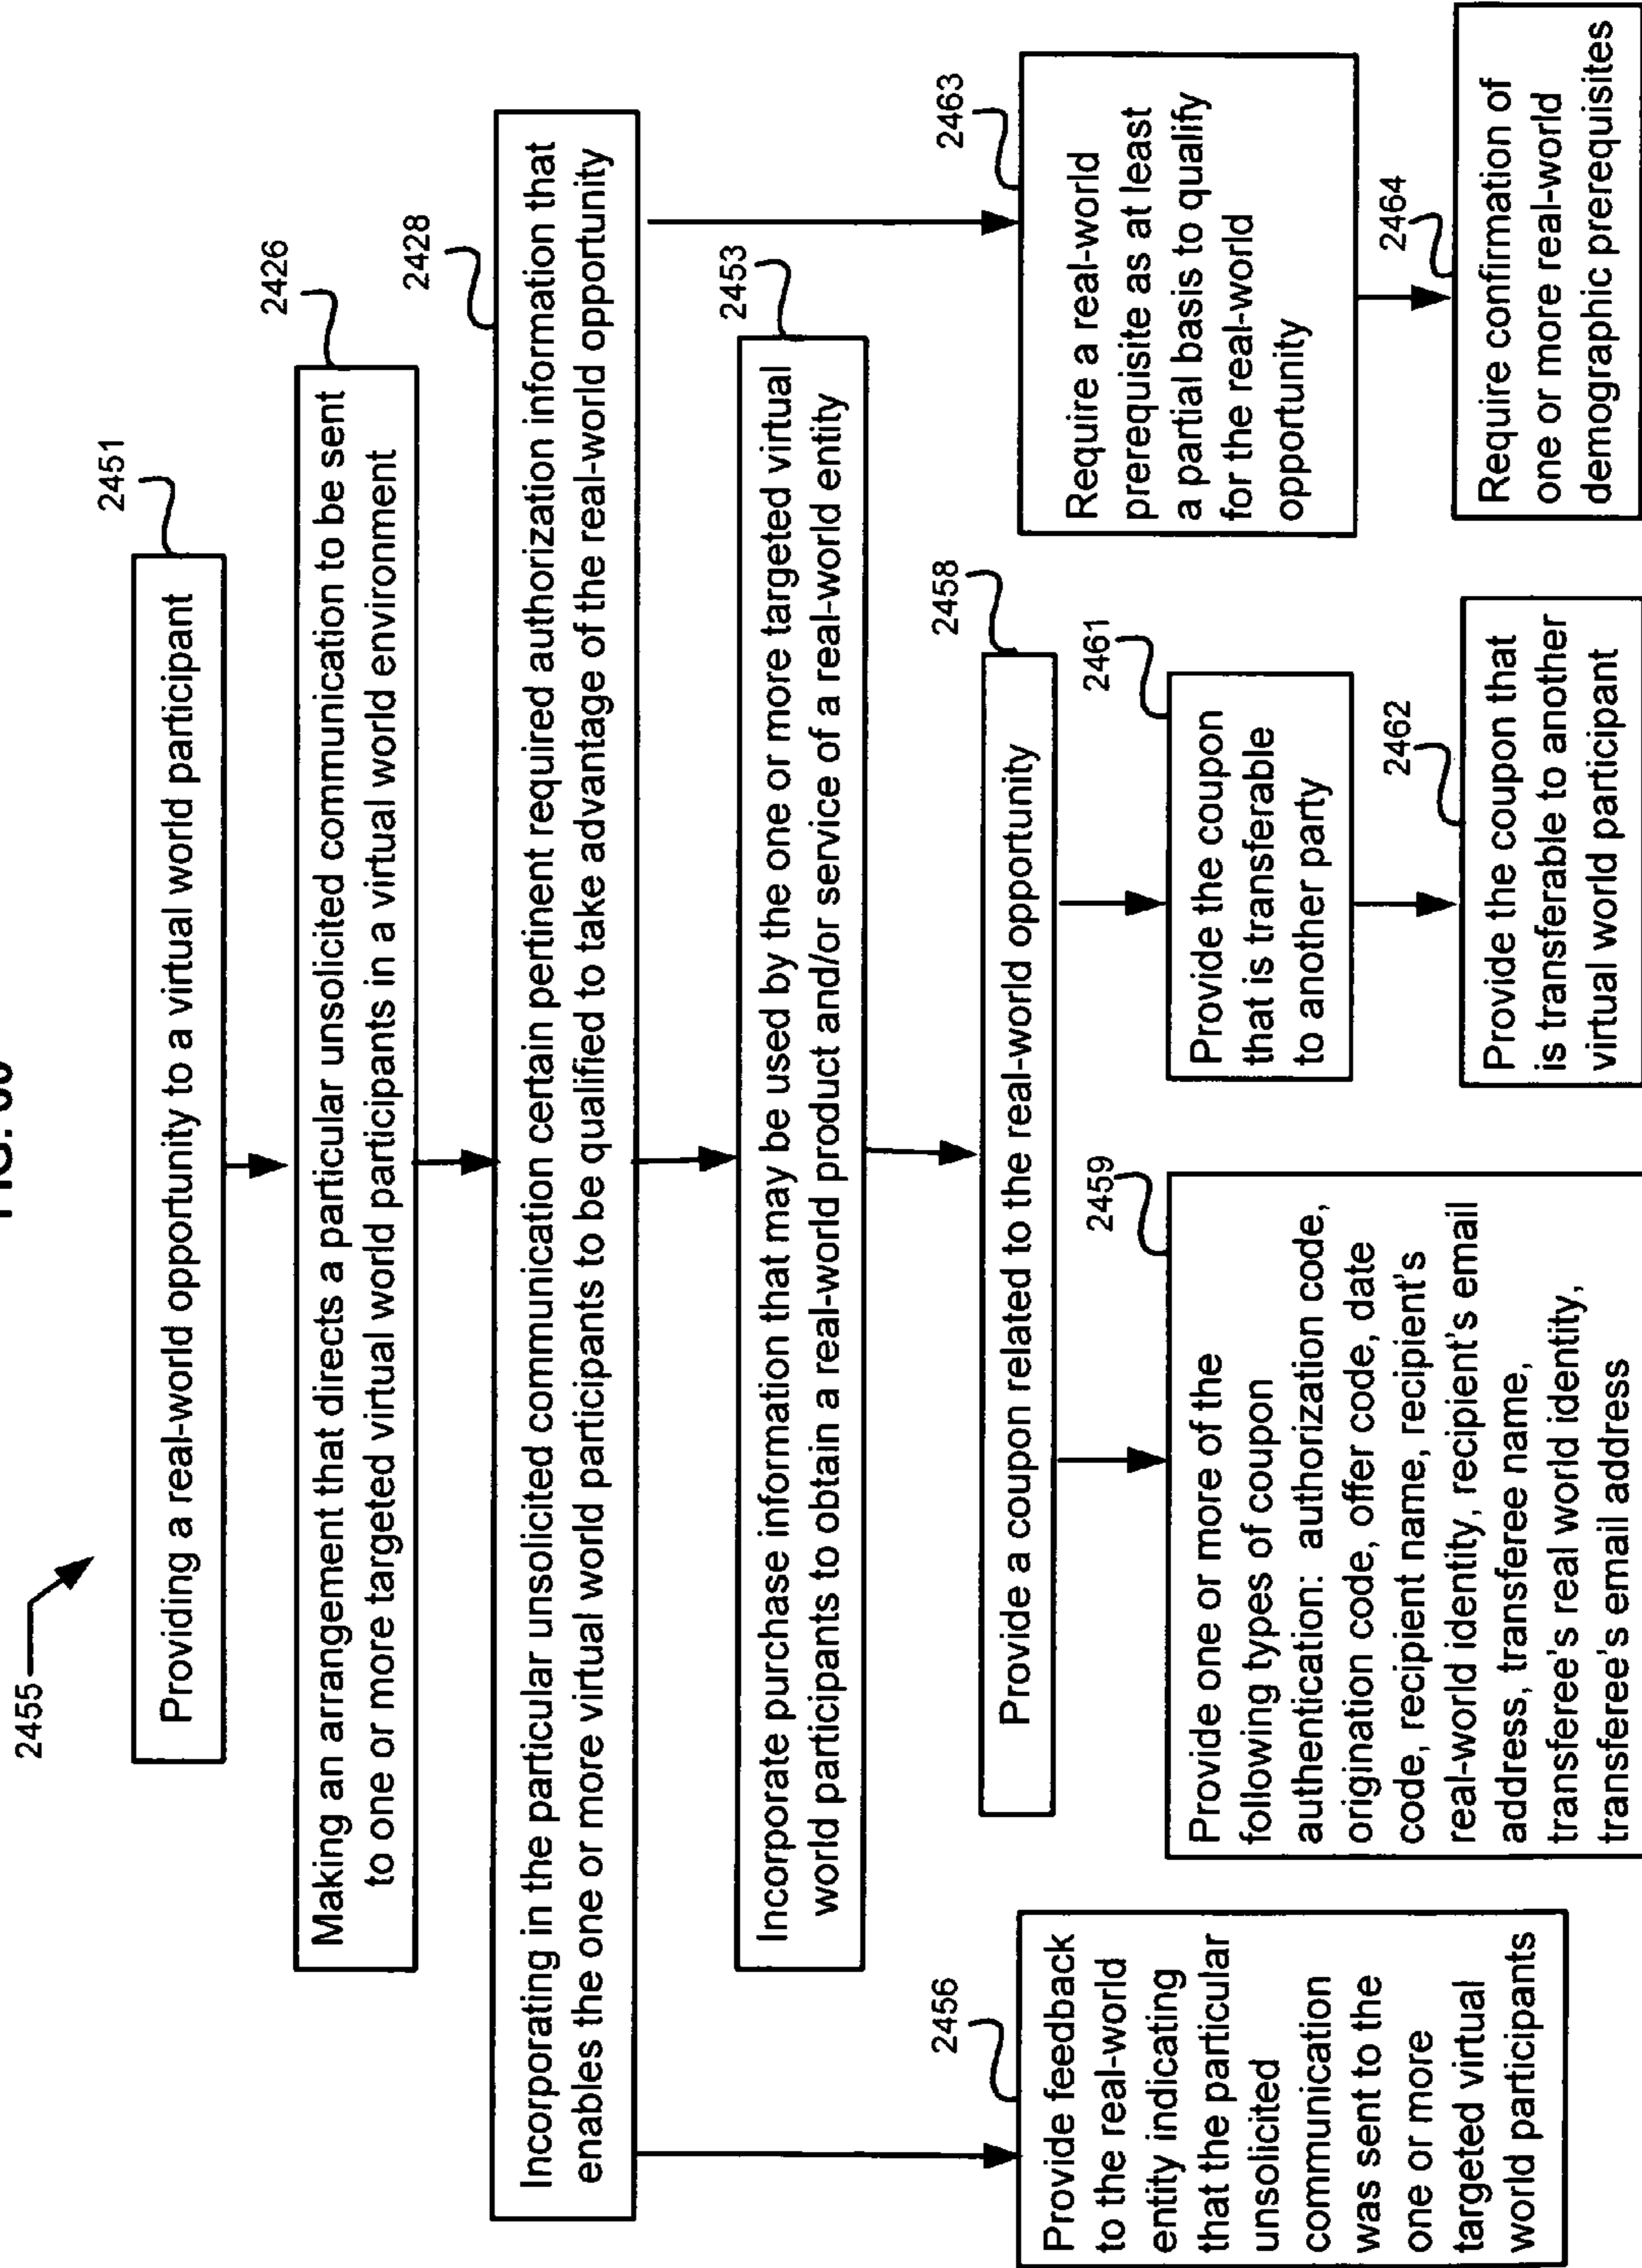 2455
2451
Providing a real-world opportunity to a virtual world participant
2426
Making an arrangement that directs a particular unsolicited communication to be sent
to one or more targeted virtual world participants in a virtual world environment
2428
Incorporating in the particular unsolicited communication certain pertinent required authorization information that
enables the one or more virtual world participants to be qualified to take advantage of the real-world opportunity
2453
Incorporate purchase information that may be used by the one or more targeted virtual
world participants to obtain a real-world product and/or service of a real-world entity
2456
Provide feedback
to the real-world
entity indicating
that the particular
unsolicited
communication
was sent to the
one or more
targeted virtual
world participants
2458
Provide a coupon related to the real-world opportunity
2459
Provide one or more of the
following types of coupon
authentication: authorization code,
origination code, offer code, date
code, recipient name, recipient's
real-world identity, recipient's email
address, transferee name,
transferee's real world identity,
transferee's email address
2461
Provide the coupon
that is transferable
to another party
2462
Provide the coupon that
is transferable to another
virtual world participant
2463
Require a real-world
prerequisite as at least
a partial basis to qualify
for the real-world
opportunity
2464
Require confirmation of
one or more real-world
demographic prerequisites